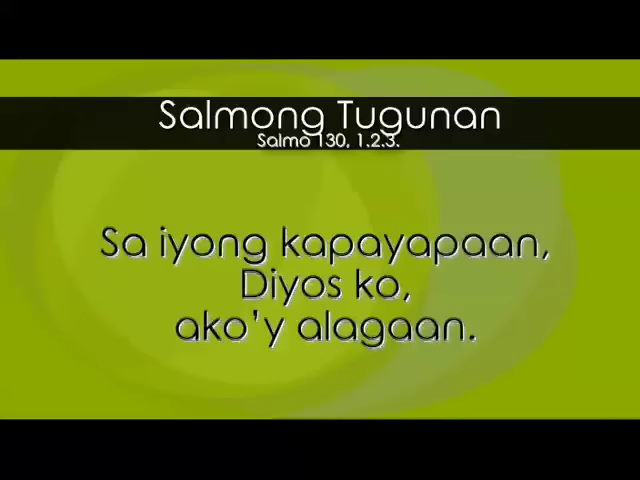 Salmong Tugunan
Salmo 130, 1.2.3.
Sa iyong kapayapaan,
Diyos ko,
ako'y alagaan.